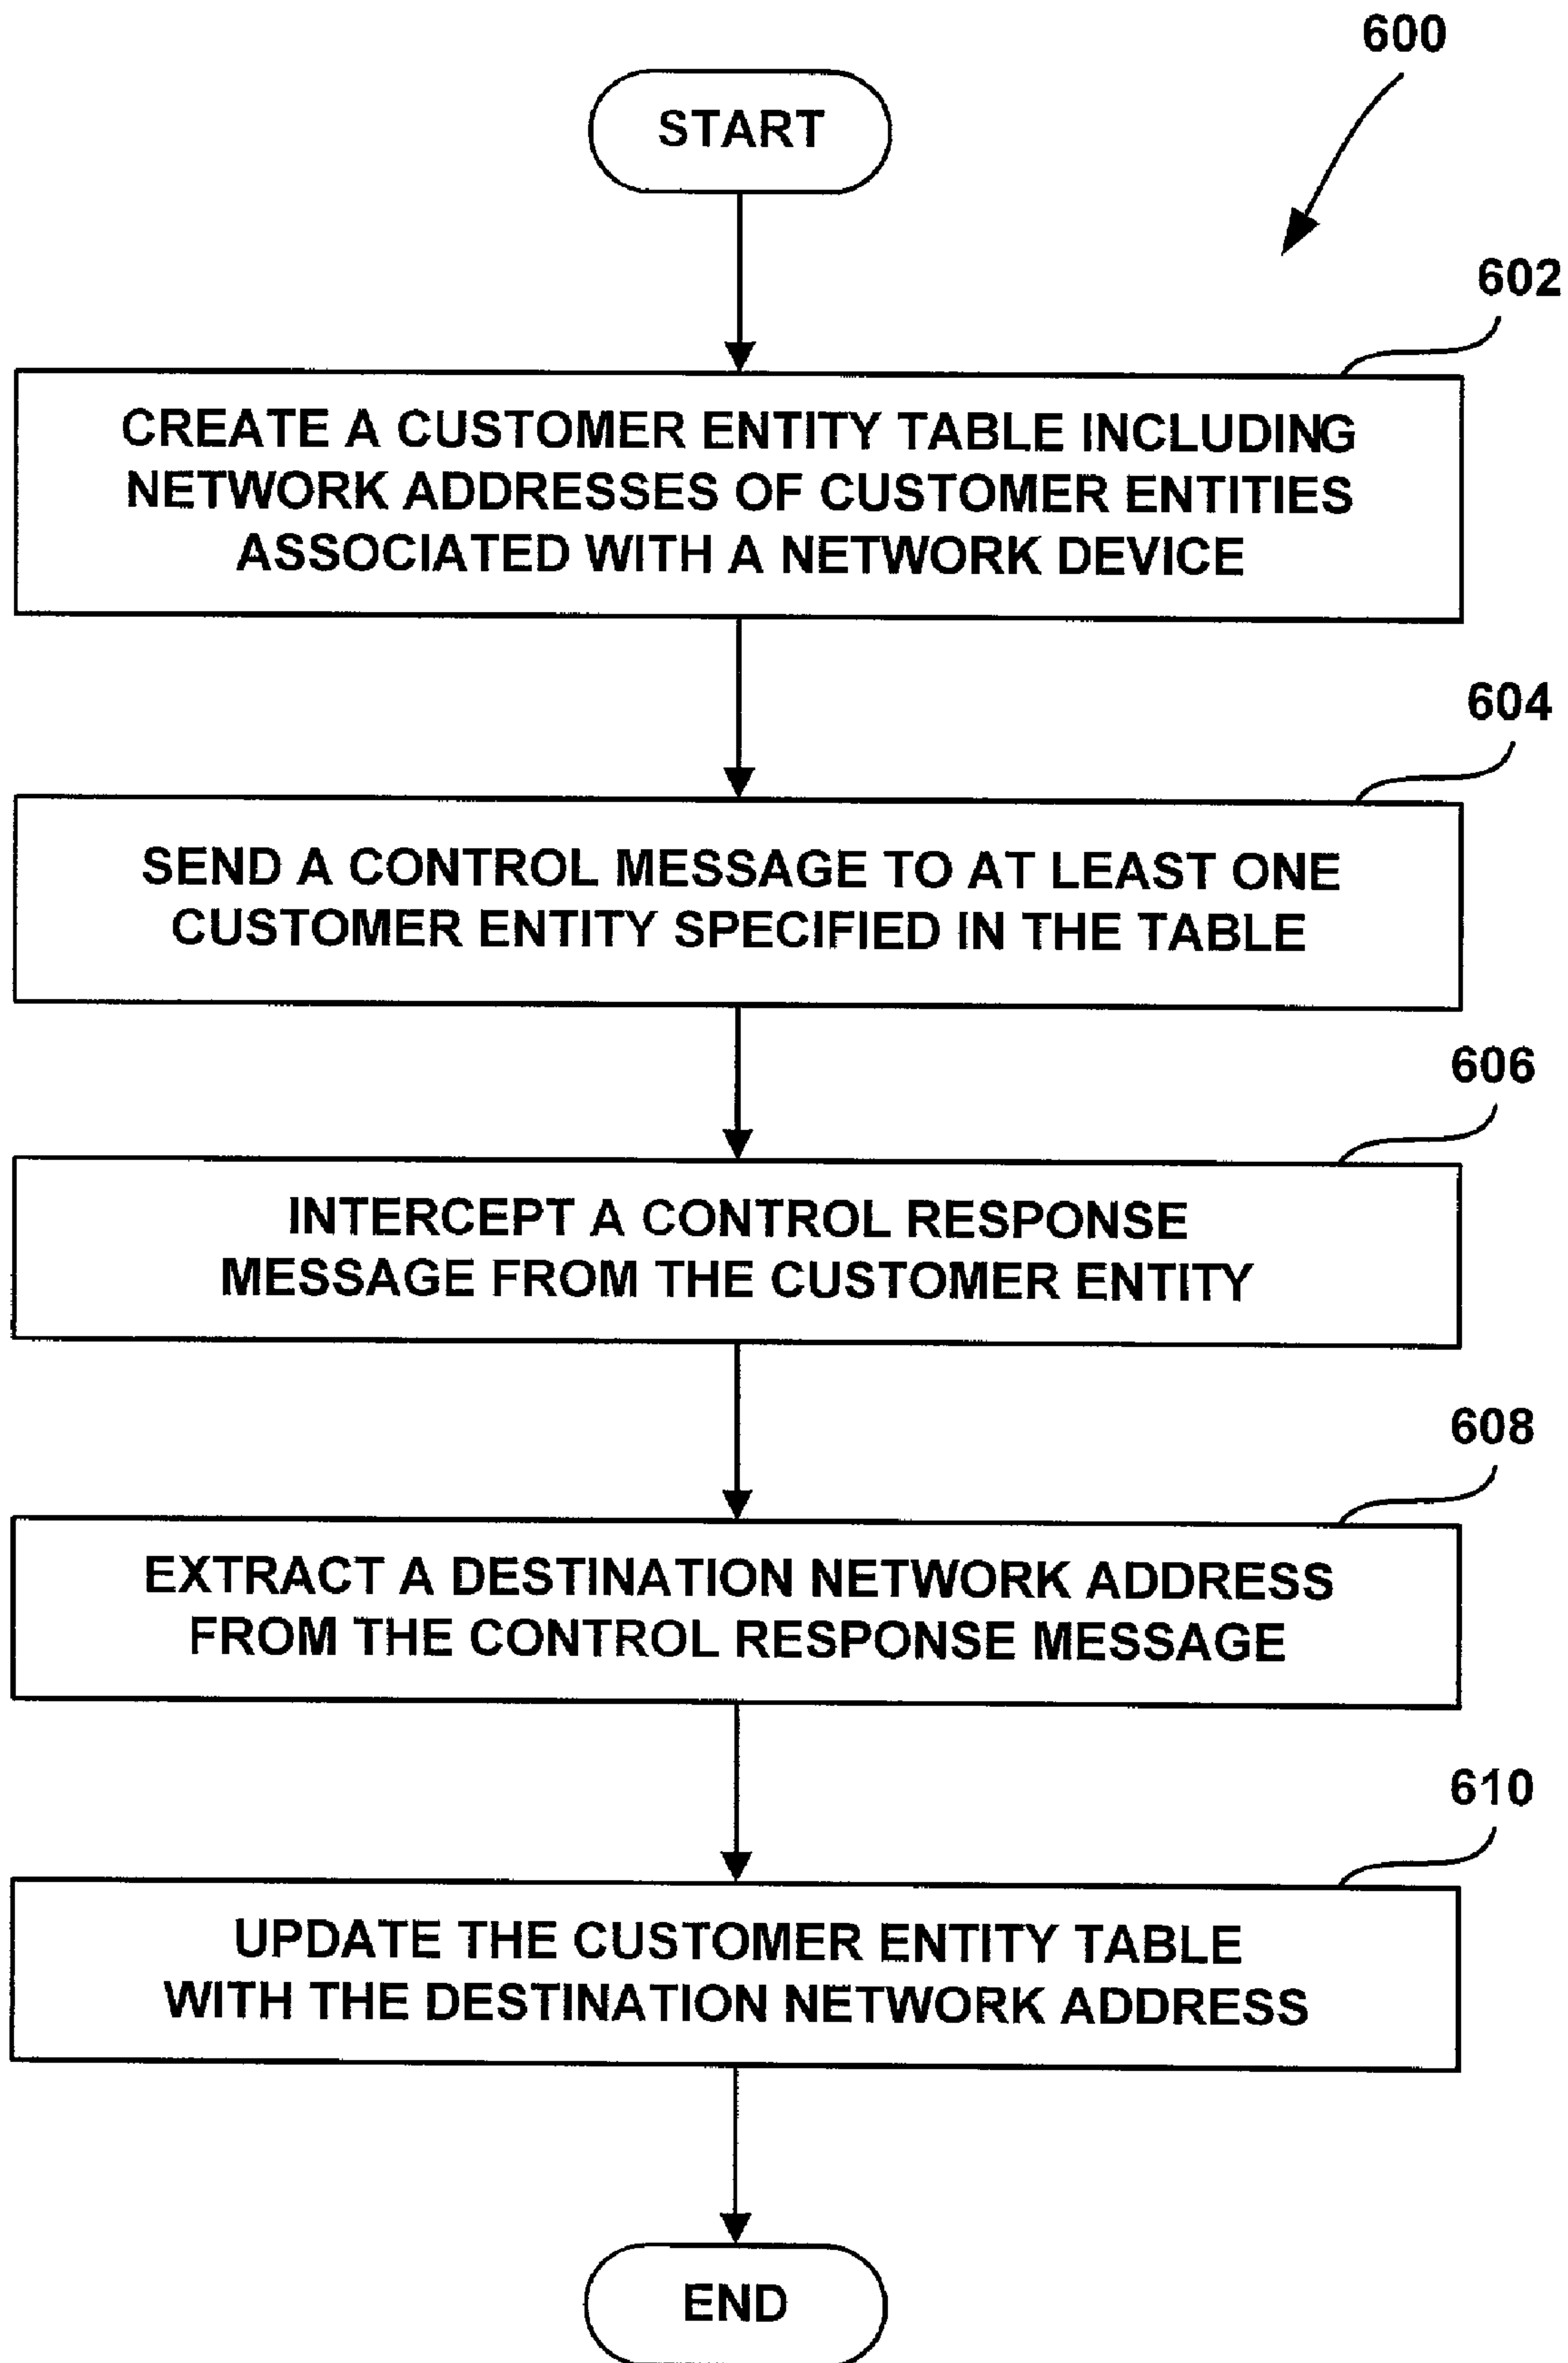 600
START
602
CREATE A CUSTOMER ENTITY TABLE INCLUDING
NETWORK ADDRESSES OF CUSTOMER ENTITIES
ASSOCIATED WITH A NETWORK DEVICE
604
SEND A CONTROL MESSAGE TO AT LEAST ONE
CUSTOMER ENTITY SPECIFIED IN THE TABLE
606
INTERCEPT A CONTROL RESPONSE
MESSAGE FROM THE CUSTOMER ENTITY
608
EXTRACT A DESTINATION NETWORK ADDRESS
FROM THE CONTROL RESPONSE MESSAGE
610
UPDATE THE CUSTOMER ENTITY TABLE
WITH THE DESTINATION NETWORK ADDRESS
END